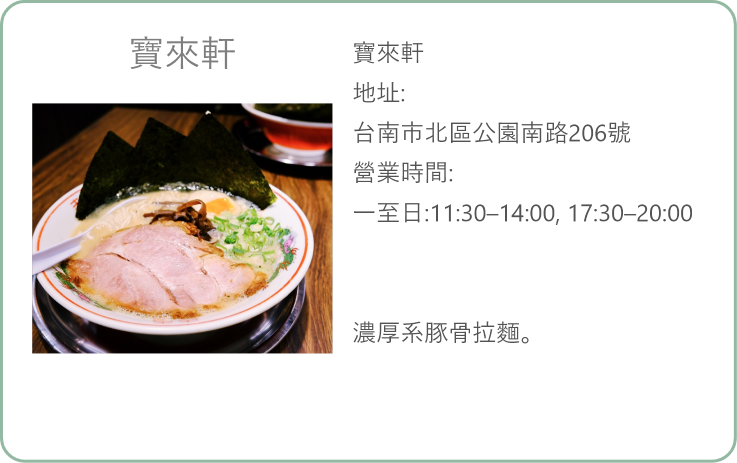 寶來軒
寶來軒
地址:
台南市北區公園南路206號
營業時間:
一至日:11:30–14:00, 17:30–20:00
濃厚系豚骨拉麵。